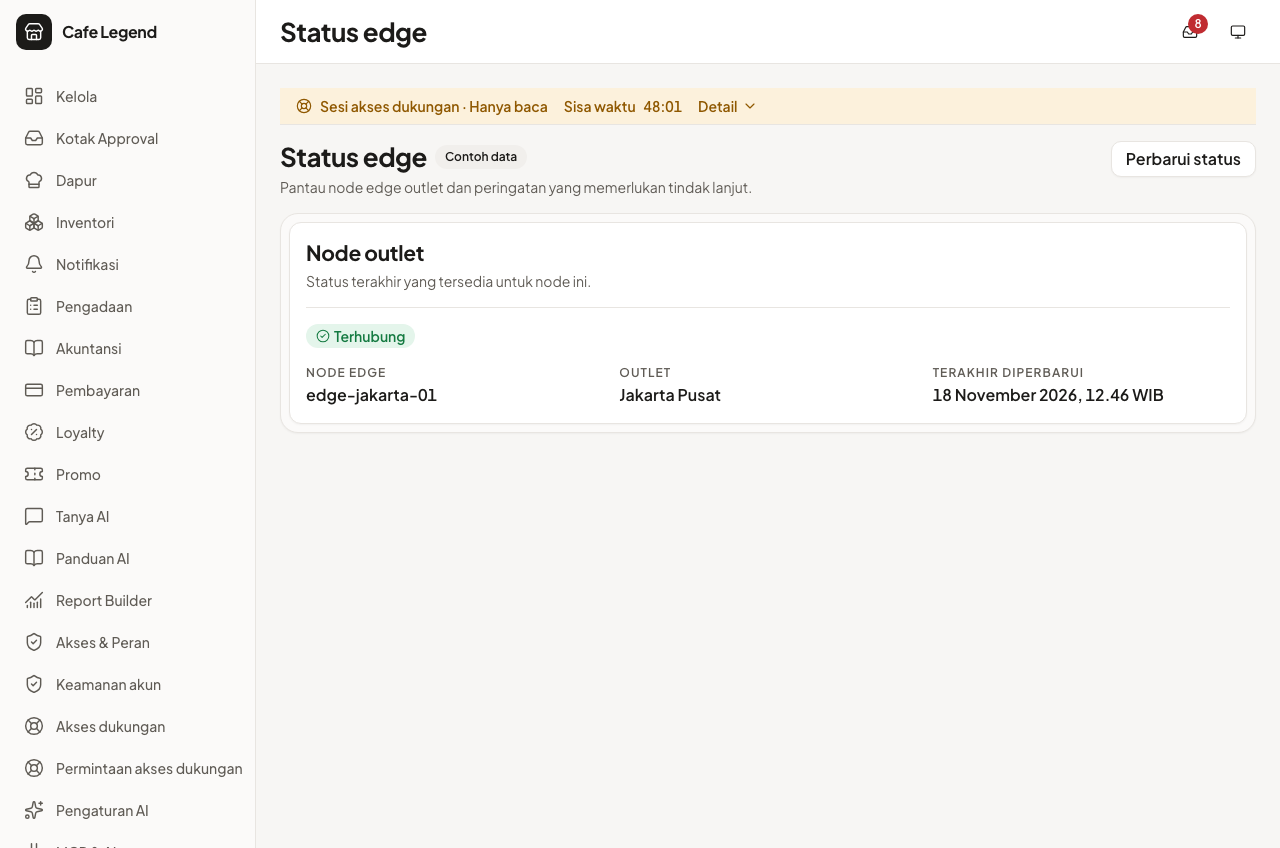 Cafe Legend
Status edge
8
Kelola
Kotak Approval
Dapur
Inventori
Notifikasi
Pengadaan
Akuntansi
Pembayaran
Loyalty
Promo
Tanya AI
Panduan AI
Report Builder
Akses & Peran
Keamanan akun
Akses dukungan
Permintaan akses dukungan
Pengaturan AI
Sesi akses dukungan · Hanya baca Sisa waktu 48:01 Detail
Status edge Contoh data
Perbarui status
Pantau node edge outlet dan peringatan yang memerlukan tindak lanjut.
Node outlet
Status terakhir yang tersedia untuk node ini.
Terhubung
NODE EDGE
edge-jakarta-01
OUTLET
Jakarta Pusat
TERAKHIR DIPERBARUI
18 November 2026, 12.46 WIB